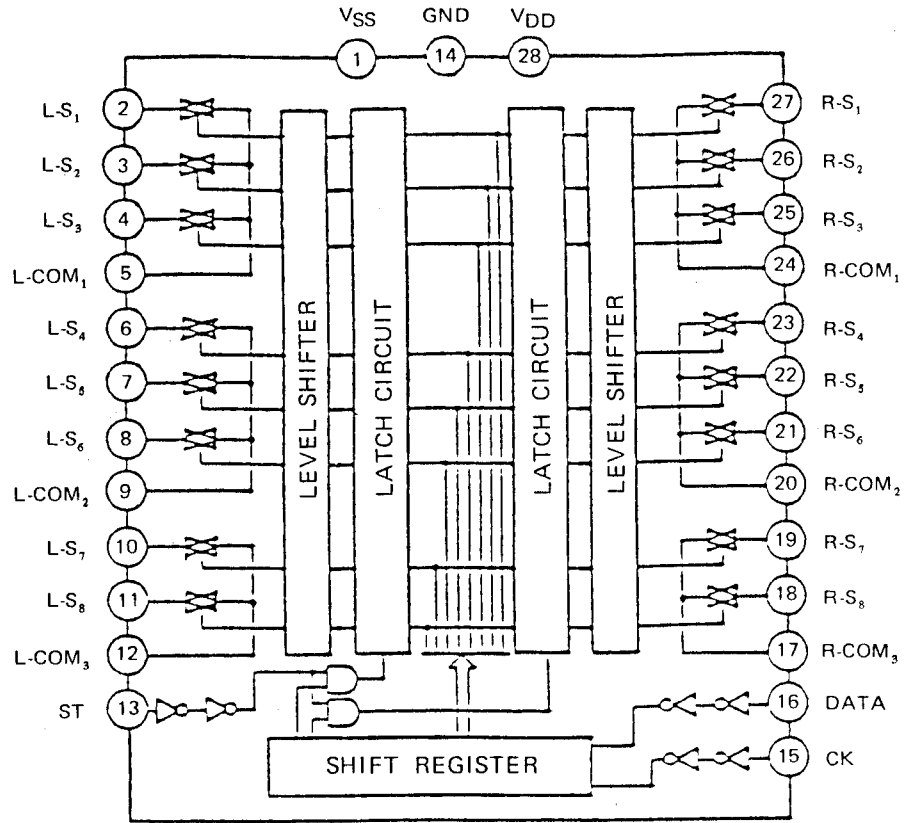 VSS GND VDD
1 14 28
L-S1 2 27 R-S1
L-S2 3 26 R-S2
L-S3 4 25 R-S3
L-COM1 5 24 R-COM1
L-S4 6 23 R-S4
L-S5 7 22 R-S5
L-S6 8 21 R-S6
L-COM2 9 20 R-COM2
L-S7 10 19 R-S7
L-S8 11 18 R-S8
L-COM3 12 17 R-COM3
ST 13 16 DATA
15 CK
LEVEL SHIFTER
LATCH CIRCUIT
LATCH CIRCUIT
LEVEL SHIFTER
SHIFT REGISTER